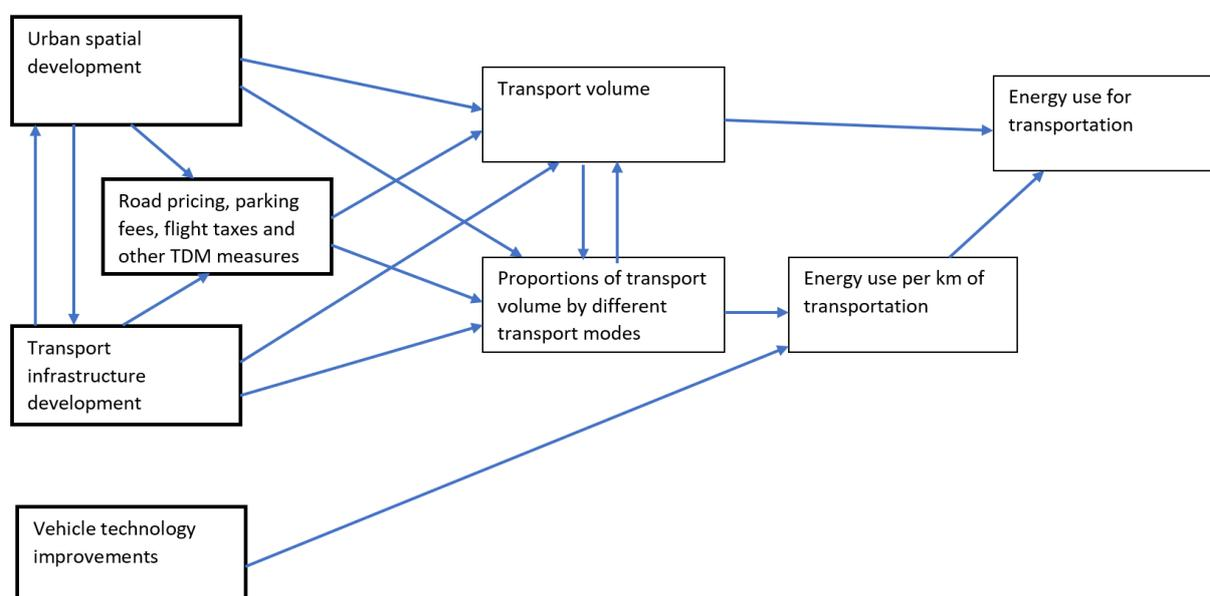 Urban spatial
development
Transport volume
Energy use for
transportation
Road pricing, parking
fees, flight taxes and
other TDM measures
Proportions of transport
volume by different
transport modes
Energy use per km of
transportation
Transport
infrastructure
development
Vehicle technology
improvements